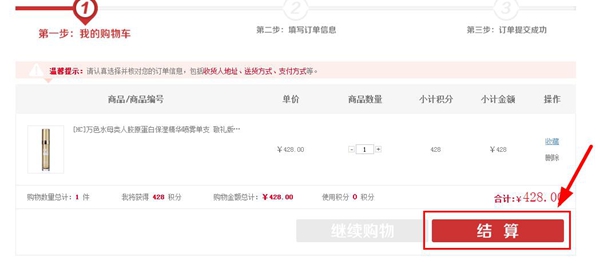 1
2
3
第一步：我的购物车
第二步：填写订单信息
第三步：订单提交成功
温馨提示：请认真选择并核对您的订单信息，包括收货人地址、送货方式、支付方式等。
商品/商品编号 单价 商品数量 小计积分 小计金额 操作
[MC]万色水母类人胶原蛋白保湿精华喷雾单支 敬礼版…
¥428.00 - 1 + 428 ¥428 收藏
删除
购物数量总计：1 件 我将获得 428 积分 购物金额总计：¥428.00 使用积分 0 积分 合计：¥428.00
继续购物 结 算